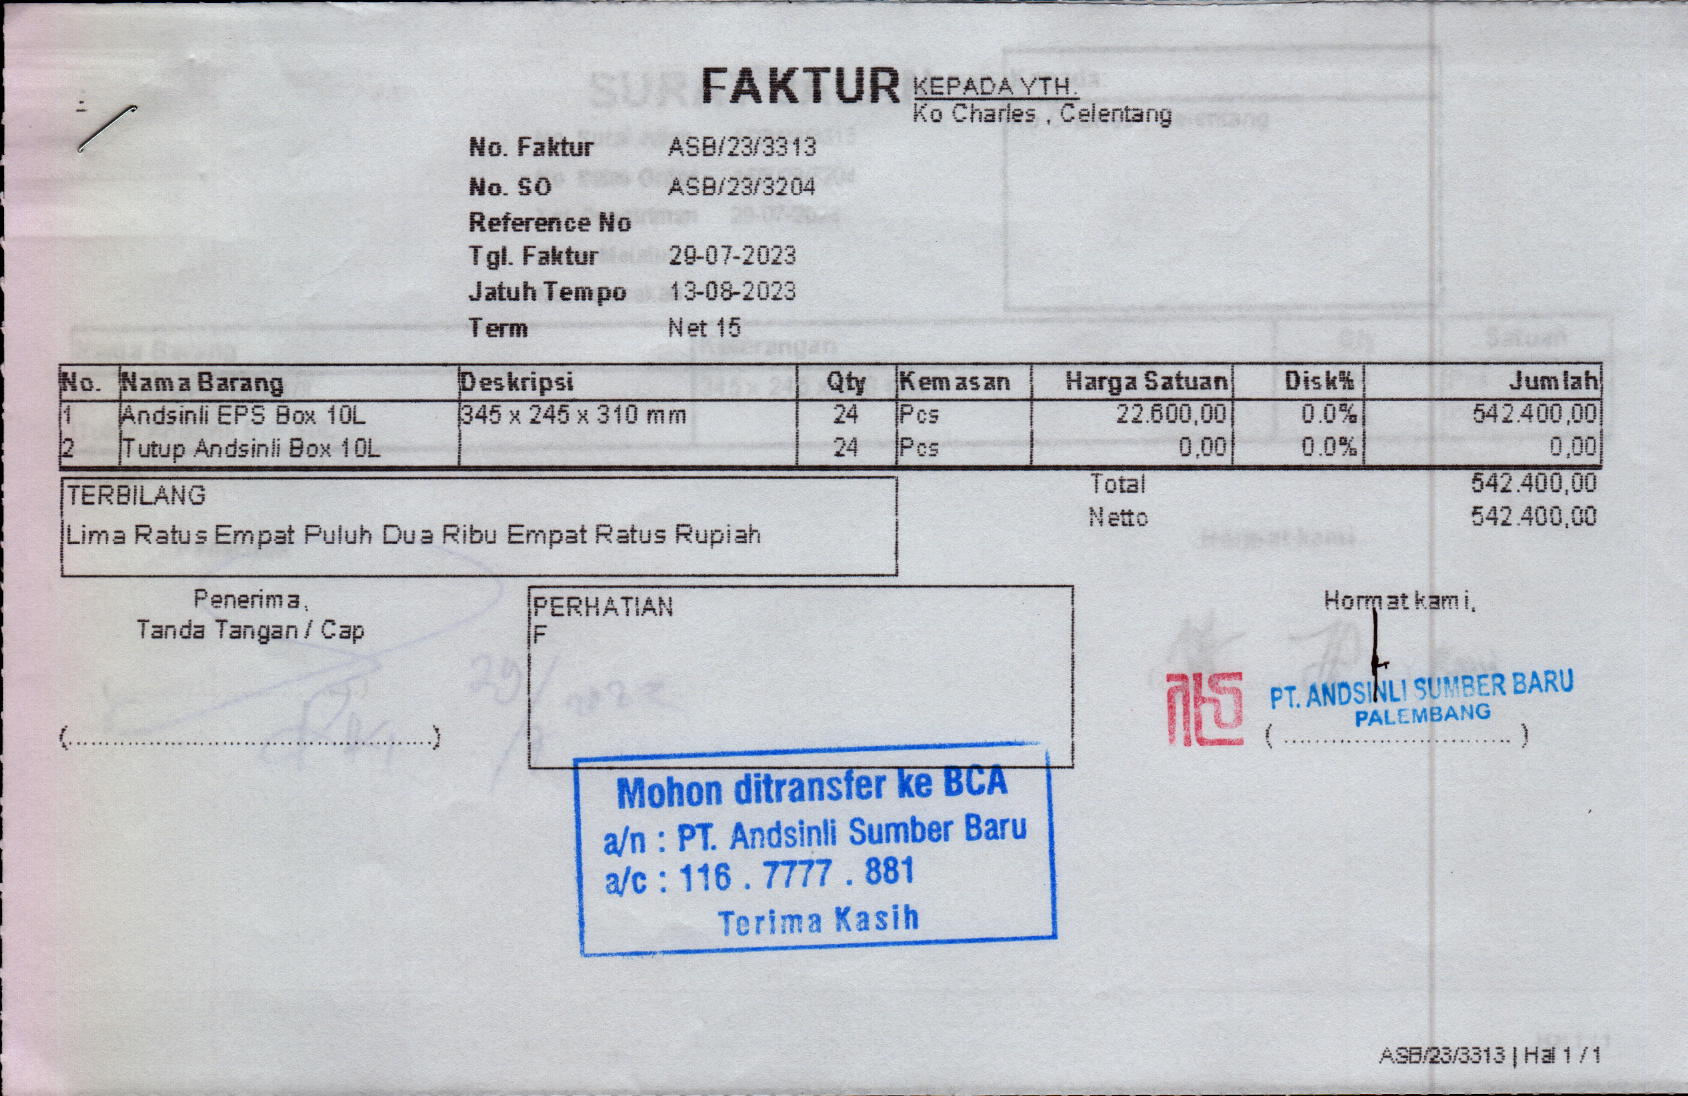 FAKTUR
KEPADA YTH.
Ko Charles , Celentang
No. Faktur ASB/23/3313
No. SO ASB/23/3204
Reference No
Tgl. Faktur 29-07-2023
Jatuh Tempo 13-08-2023
Term Net 15
No. Nama Barang Deskripsi Qty Kemasan Harga Satuan Disk% Jumlah
1 Andsinli EPS Box 10L 345 x 245 x 310 mm 24 Pcs 22.600,00 0.0% 542.400,00
2 Tutup Andsinli Box 10L 24 Pcs 0,00 0.0% 0,00
Total 542.400,00
Netto 542.400,00
TERBILANG
Lima Ratus Empat Puluh Dua Ribu Empat Ratus Rupiah
Penerima,
Tanda Tangan / Cap
(................................................)
PERHATIAN
F
Hormat kami,
PT. ANDSINLI SUMBER BARU
PALEMBANG
( .............................. )
Mohon ditransfer ke BCA
a/n : PT. Andsinli Sumber Baru
a/c : 116 . 7777 . 881
Terima Kasih
ASB/23/3313 | Hal 1 / 1